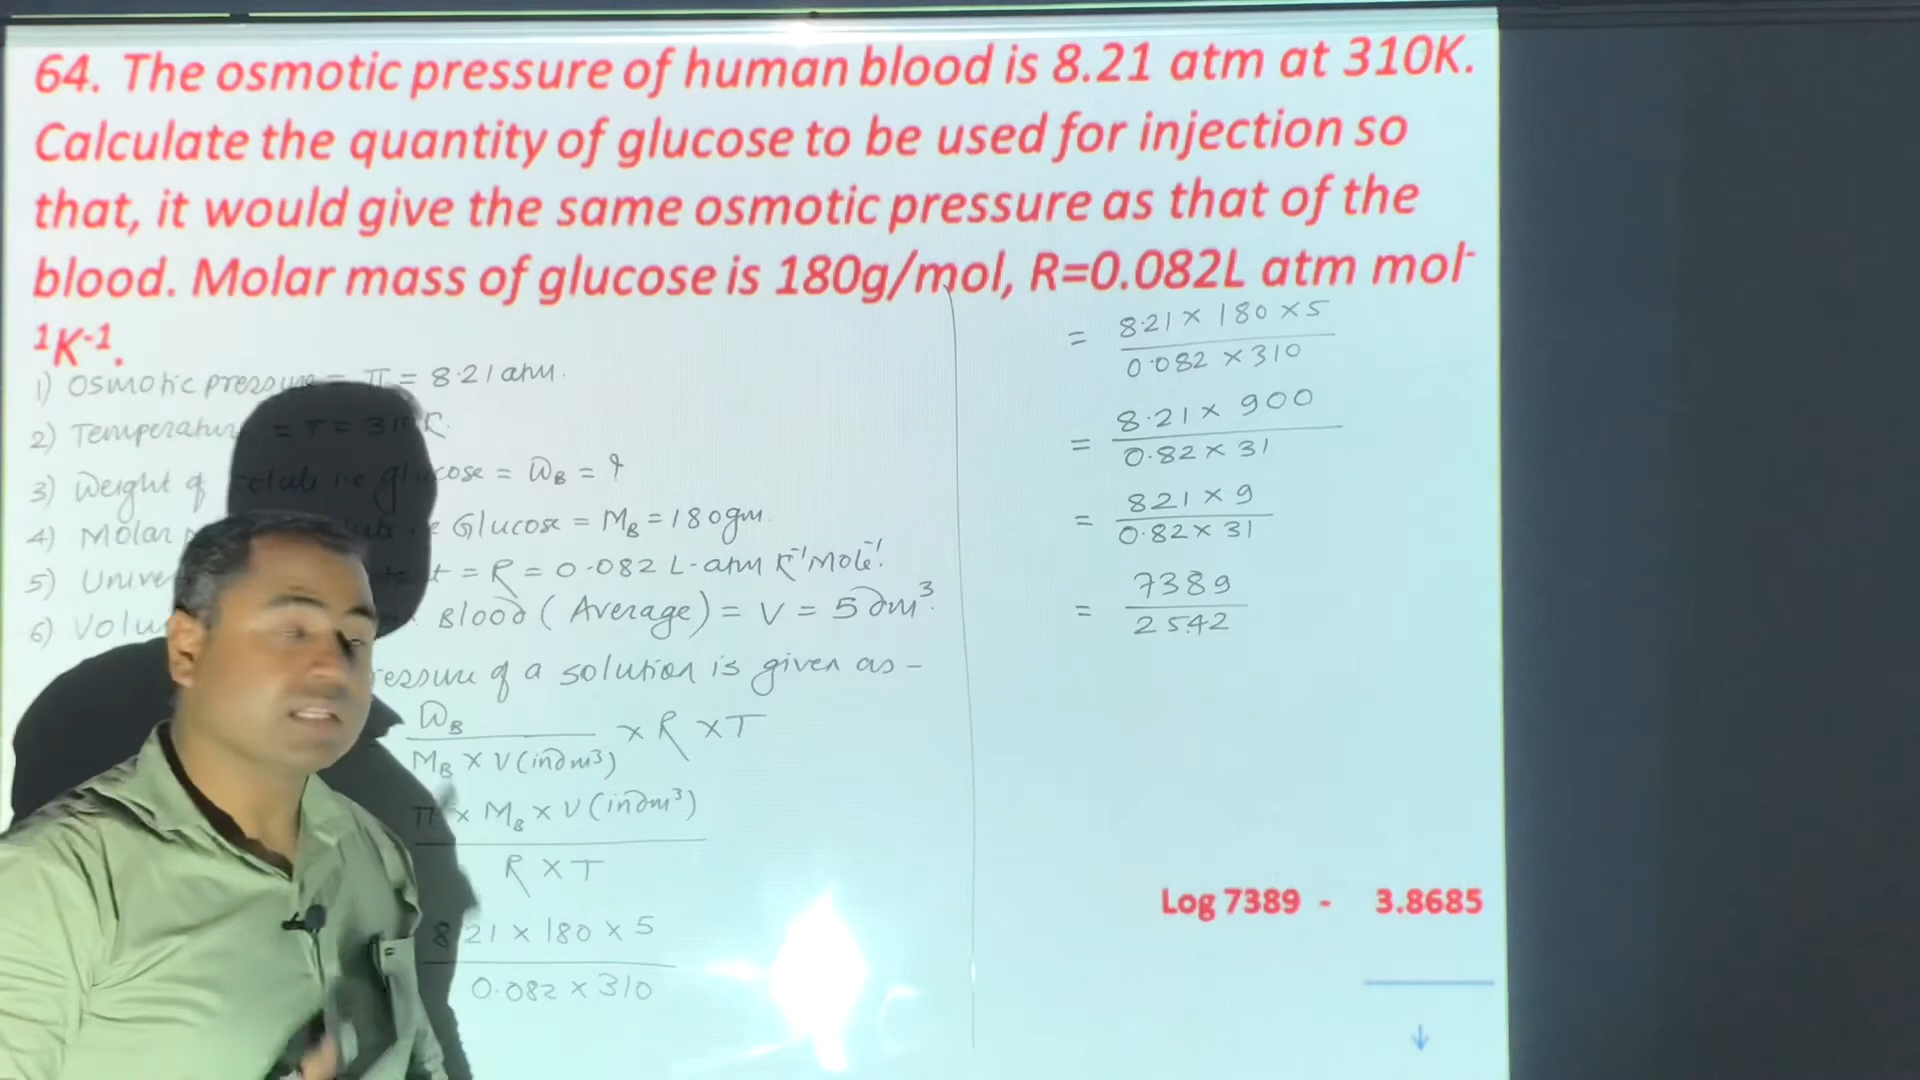 64. The osmotic pressure of human blood is 8.21 atm at 310K.
Calculate the quantity of glucose to be used for injection so
that, it would give the same osmotic pressure as that of the
blood. Molar mass of glucose is 180g/mol, R=0.082L atm mol⁻
¹K⁻¹.
1) Osmotic pressure = π = 8.21 atm.
2) Temperature = T = 310K.
3) Weight of solute i.e glucose = WB = ?
4) Molar Glucose = MB = 180gm.
5) = R = 0.082 L-atm K⁻¹ Mole⁻¹.
6) Blood (Average) = V = 5 dm³.
of a solution is given as –
WB
× R × T
MB × V (in dm³)
π × MB × V (in dm³)
R × T
8.21 × 180 × 5
0.082 × 310
= 8.21 × 180 × 5
0.082 × 310
= 8.21 × 900
0.82 × 31
= 821 × 9
0.82 × 31
= 7389
25.42
Log 7389 - 3.8685
↓